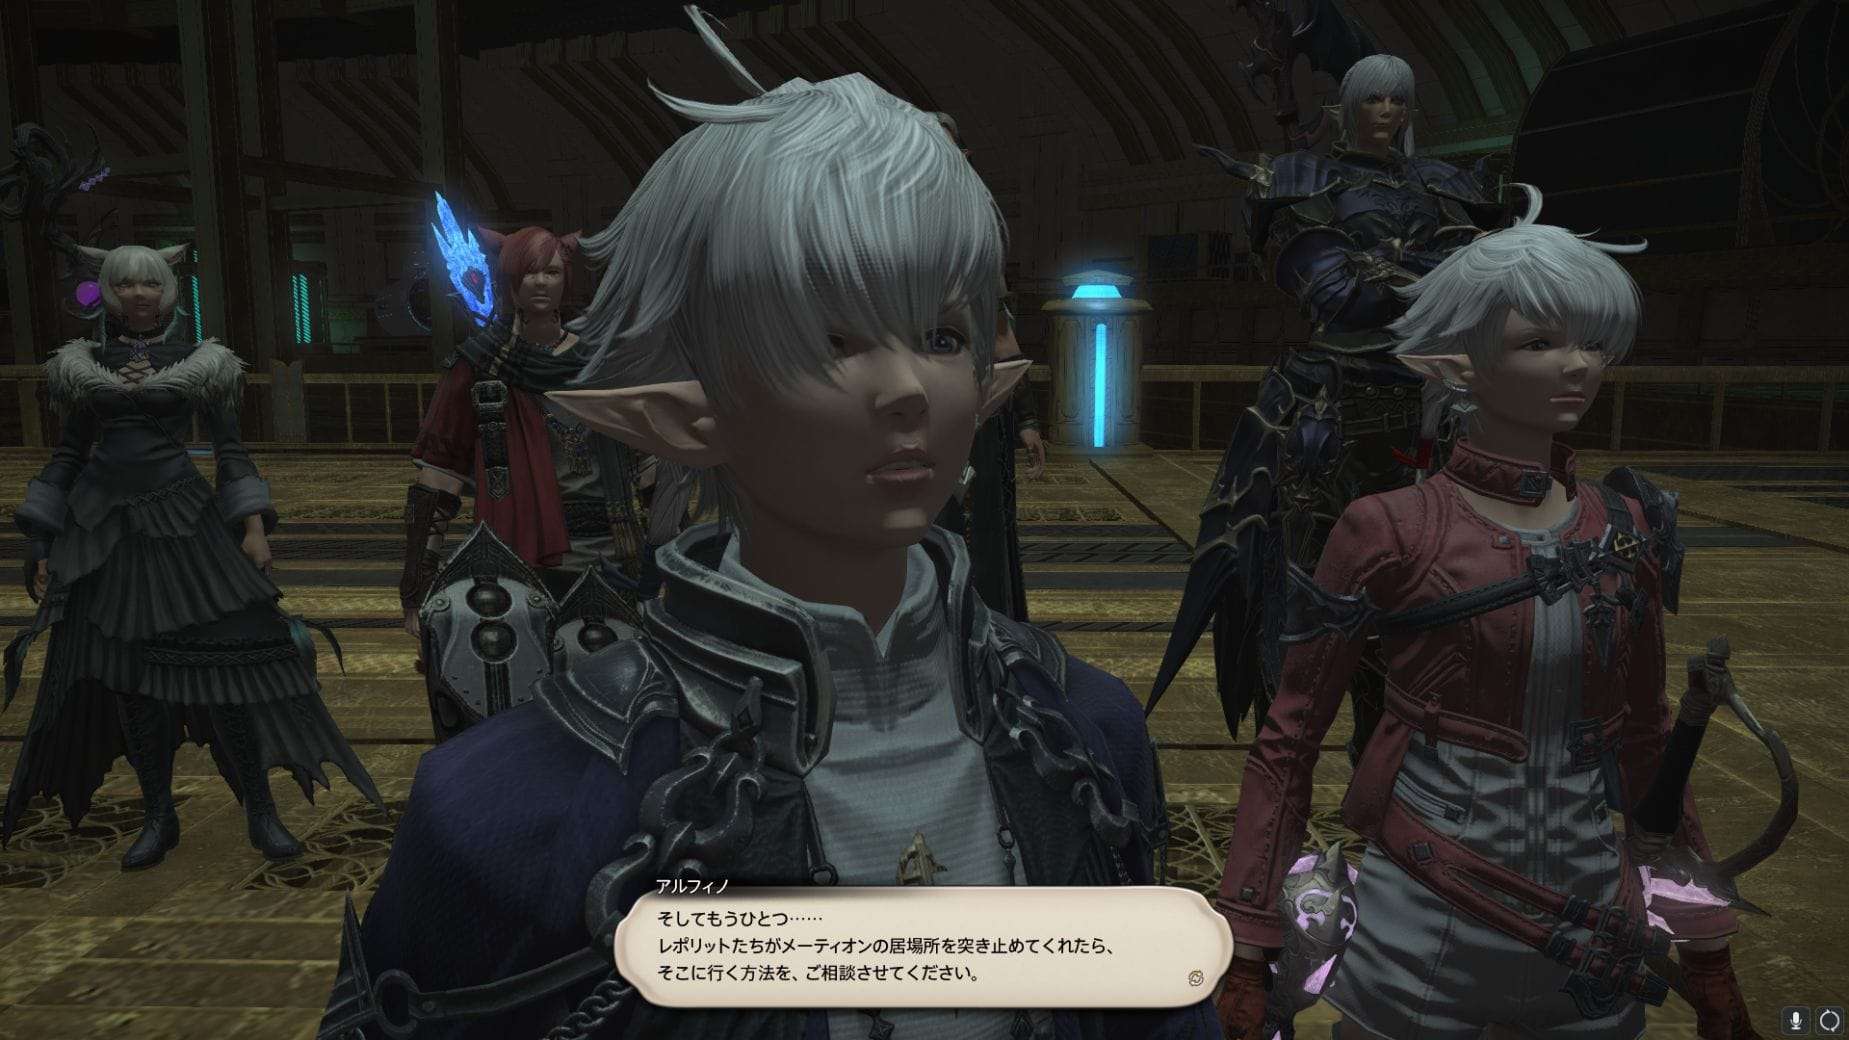 アルフィノ
そしてもうひとつ……
レポリットたちがメーティオンの居場所を突き止めてくれたら、
そこに行く方法を、ご相談させてください。